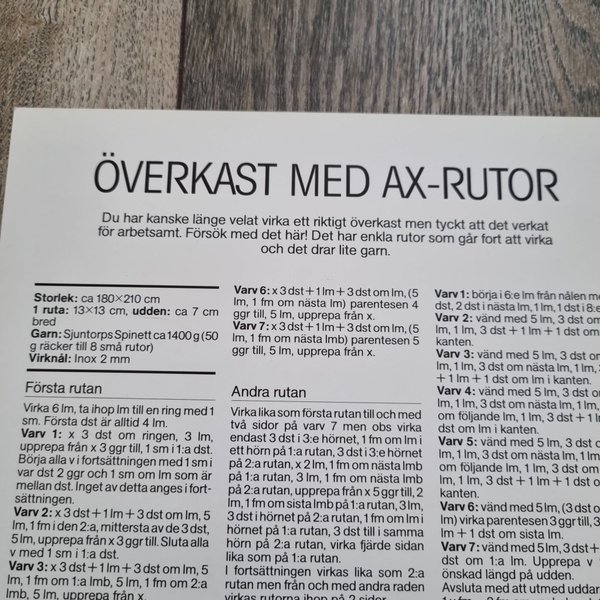 ÖVERKAST MED AX-RUTOR
Du har kanske länge velat virka ett riktigt överkast men tyckt att det verkat
för arbetsamt. Försök med det här! Det har enkla rutor som går fort att virka
och det drar lite garn.
Storlek: ca 180×210 cm
1 ruta: 13×13 cm, udden: ca 7 cm
bred
Garn: Sjuntorps Spinett ca 1400 g (50
g räcker till 8 små rutor)
Virknål: Inox 2 mm
Första rutan
Virka 6 lm, ta ihop lm till en ring med 1
sm. Första dst är alltid 4 lm.
Varv 1: x 3 dst om ringen, 3 lm,
upprepa från x 3 ggr till, 1 sm i 1:a dst.
Börja alla v i fortsättningen med 1 sm i
var dst 2 ggr och 1 sm om lm som är
mellan dst. Inget av detta anges i fort-
sättningen.
Varv 2: x 3 dst+1 lm+3 dst om lm, 5
lm, 1 fm i den 2:a, mittersta av de 3 dst,
5 lm, upprepa från x 3 ggr till. Sluta alla
v med 1 sm i 1:a dst.
Varv 3: x 3 dst+1 lm+3 dst om lm, 5
lm, 1 fm om 1:a lmb, 5 lm, 1 fm om 2:a
lmb, 5 lm, upprepa från x 3 ggr till.
Varv 6: x 3 dst+1 lm+3 dst om lm, (5
lm, 1 fm om nästa lm) parentesen 4
ggr till, 5 lm, upprepa från x.
Varv 7: x 3 dst+1 lm+3 dst om lm, (5
lm, 1 fm om nästa lmb) parentesen 5
ggr till, 5 lm, upprepa från x.
Andra rutan
Virka lika som första rutan till och med
två sidor på varv 7 men obs virka
endast 3 dst i 3:e hörnet, 1 fm om lm i
ett hörn på 1:a rutan, 3 dst i 3:e hörnet
på 2:a rutan, x 2 lm, 1 fm om nästa lmb
på 1:a rutan, 2 lm, 1 fm om nästa lmb
på 2:a rutan, upprepa från x 5 ggr till, 2
lm, 1 fm om sista lmb på 1:a rutan, 3 lm,
3 dst i hörnet på 2:a rutan, 1 fm om lm i
hörnet på 1:a rutan, 3 dst till i samma
hörn på 2:a rutan, virka fjärde sidan
lika som på 1:a rutan.
I fortsättningen virkas lika som 2:a
rutan men från och med andra raden
virkas rutorna ihop på 2 sidor.
Varv 1: börja i 6:e lm från nålen m
dst, 2 dst i nästa lm, 1 lm, 1 dst i 8:e
Varv 2: vänd med 5 lm, 3 dst o
lm, 1 lm, 3 dst + 1 lm + 1 dst om
kanten.
Varv 3: vänd med 5 lm, 3 dst o
lm, 1 lm, 3 dst om nästa lm, 1 lm,
+ 1 lm + 1 dst om lm i kanten.
Varv 4: vänd med 5 lm, 3 dst o
lm, 1 lm, 3 dst om nästa lm, 1 lm,
om följande lm, 1 lm, 3 dst + 1 l
dst om lm i kanten.
Varv 5: vänd med 5 lm, 3 dst o
lm, 1 lm, 3 dst om nästa lm, 1 lm
om följande lm, 1 lm, 3 dst om
lm, 1 lm, 3 dst + 1 lm + 1 dst o
kanten.
Varv 6: vänd med 5 lm, (3 dst o
lm) virka parentesen 3 ggr till, 3
lm + 1 dst om sista lm.
Varv 7: vänd med 5 lm, 3 dst+
dst om 1:a lm. Upprepa v
önskad längd på udden.
Avsluta med att utmed uddar